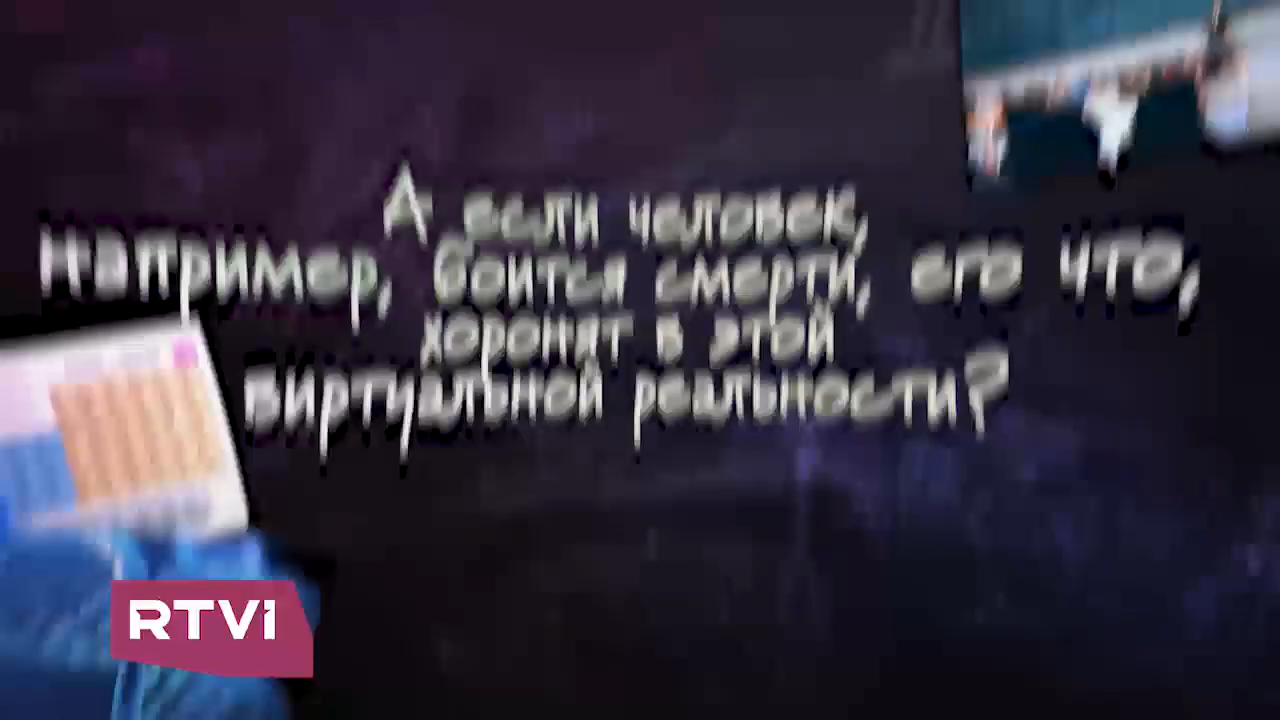 А если человек,
Например, боится смерти, его что,
хоронят в этой
виртуальной реальности?
RTVi